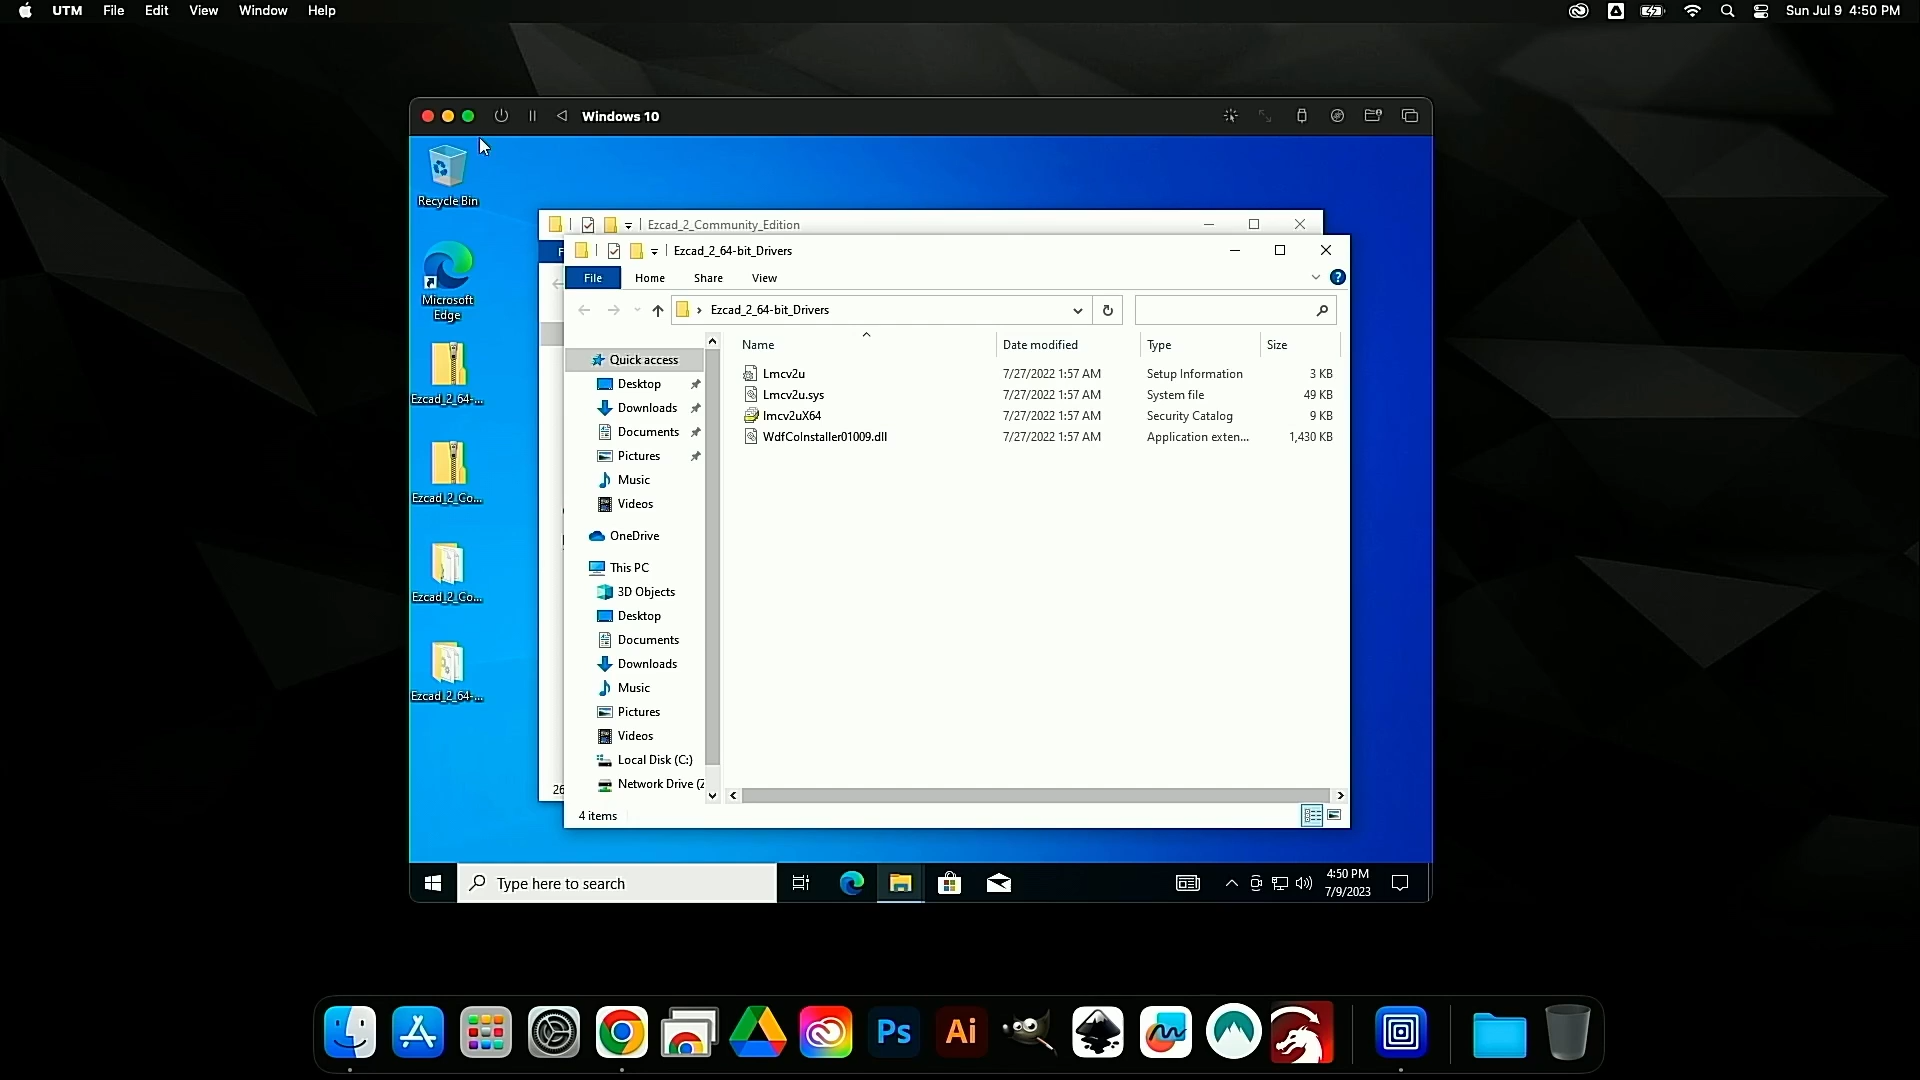 UTM File Edit View Window Help Sun Jul 9 4:50 PM
Windows 10
Recycle Bin
Microsoft
Edge
Ezcad_2_64-...
Ezcad_2_Co...
Ezcad_2_Co...
Ezcad_2_64-...
Ezcad_2_Community_Edition
Ezcad_2_64-bit_Drivers
File Home Share View
Ezcad_2_64-bit_Drivers
Name Date modified Type Size
Lmcv2u 7/27/2022 1:57 AM Setup Information 3 KB
Lmcv2u.sys 7/27/2022 1:57 AM System file 49 KB
lmcv2uX64 7/27/2022 1:57 AM Security Catalog 9 KB
WdfCoInstaller01009.dll 7/27/2022 1:57 AM Application exten... 1,430 KB
Quick access
Desktop
Downloads
Documents
Pictures
Music
Videos
OneDrive
This PC
3D Objects
Desktop
Documents
Downloads
Music
Pictures
Videos
Local Disk (C:)
Network Drive (Z
26
4 items
Type here to search
4:50 PM
7/9/2023
Ps
Ai